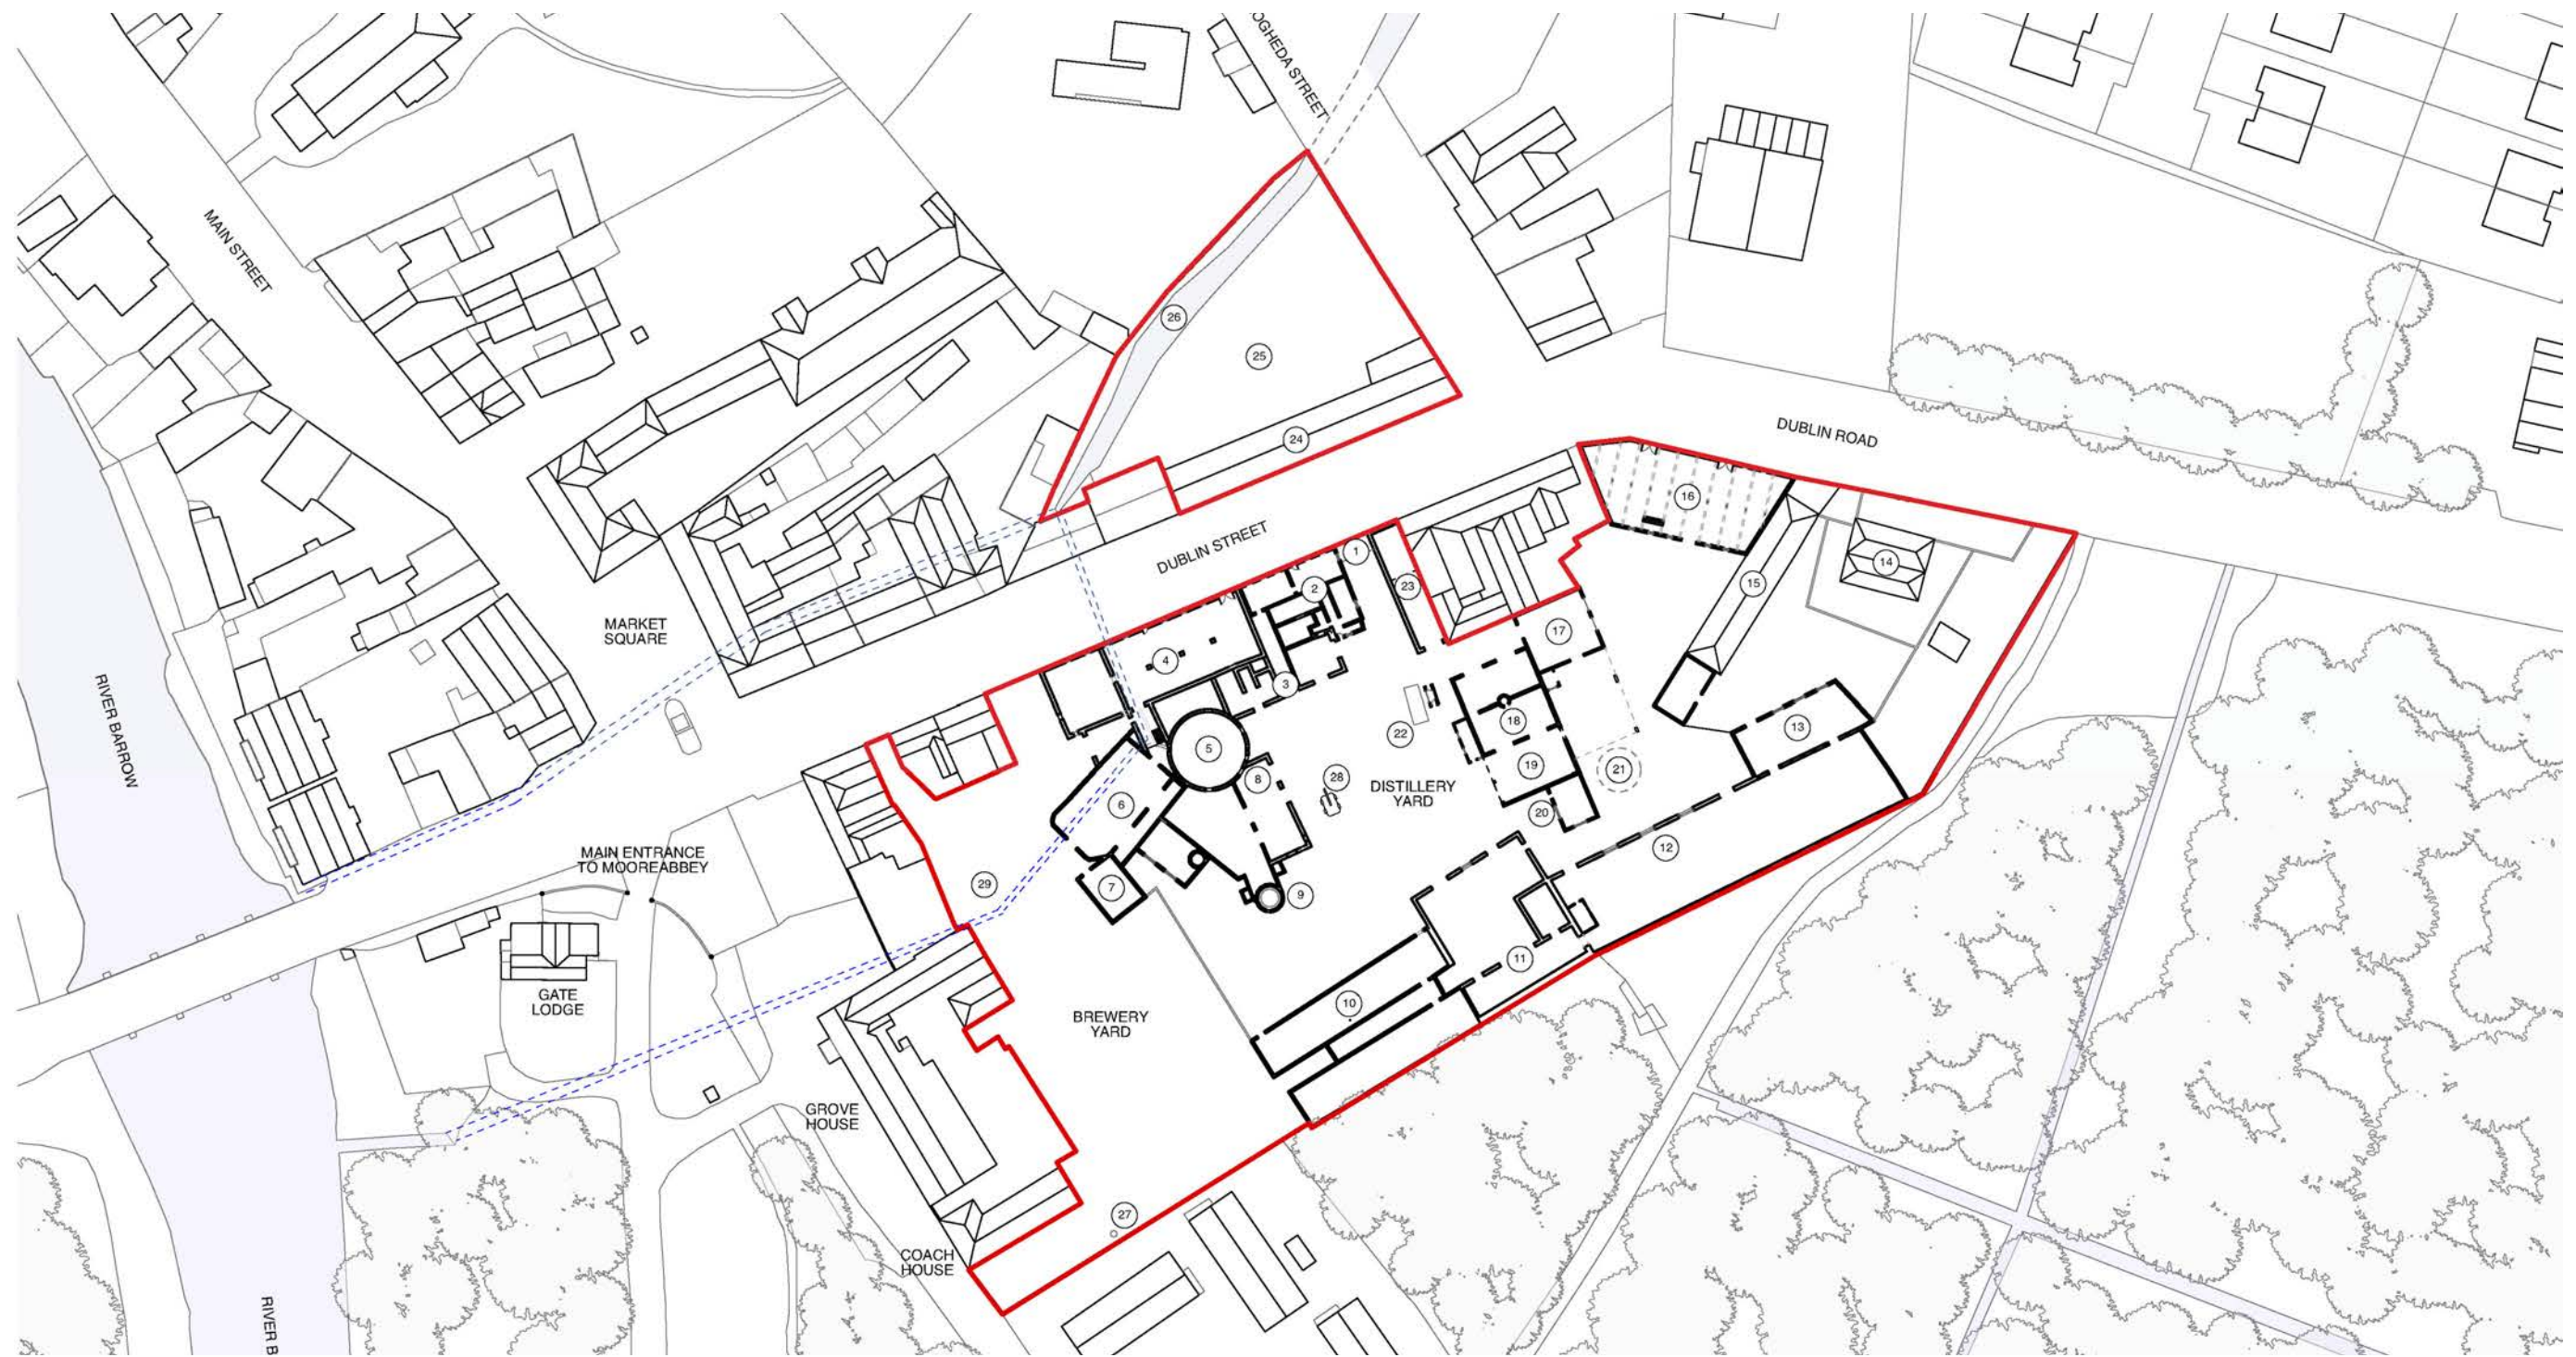 OGHEDA STREET
MAIN STREET
26
25
DUBLIN ROAD
24
16
DUBLIN STREET
1
14
2
23
15
MARKET
SQUARE
17
4
3
RIVER BARROW
18
13
22
5
19
21
8
28
DISTILLERY
YARD
6
20
12
MAIN ENTRANCE
TO MOOREABBEY
29
7
9
11
GATE
LODGE
10
BREWERY
YARD
GROVE
HOUSE
27
COACH
HOUSE
RIVER B